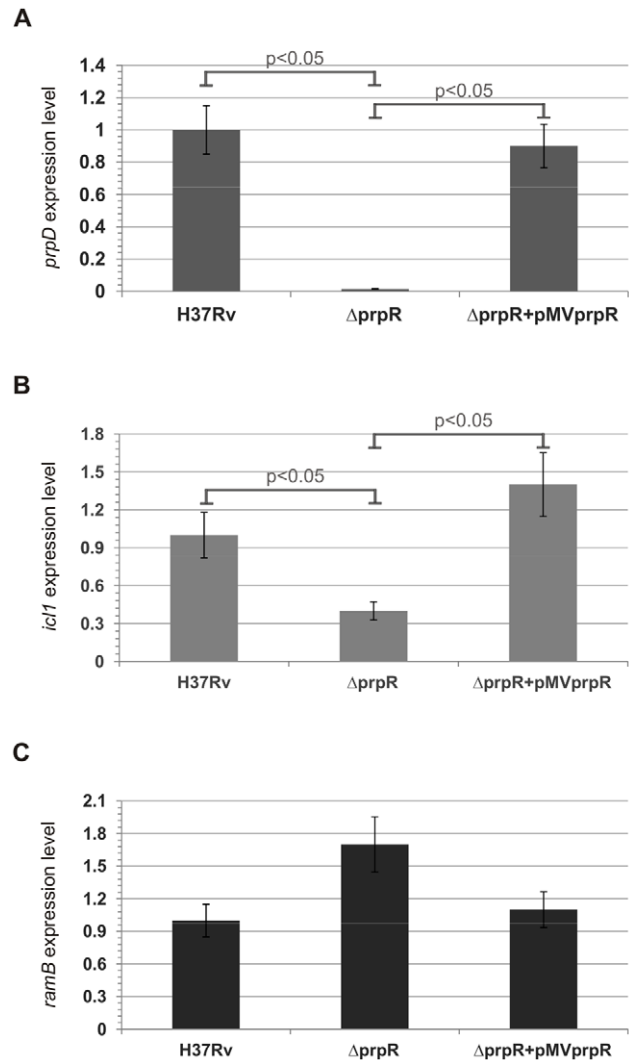 A
p<0.05
p<0.05
1.4
1.2
1
0.8
0.6
0.4
0.2
0
prpD expression level
H37Rv ΔprpR ΔprpR+pMVprpR
B
p<0.05
p<0.05
1.8
1.5
1.2
0.9
0.6
0.3
0
icl1 expression level
H37Rv ΔprpR ΔprpR+pMVprpR
C
2.1
1.8
1.5
1.2
0.9
0.6
0.3
0
ramB expression level
H37Rv ΔprpR ΔprpR+pMVprpR